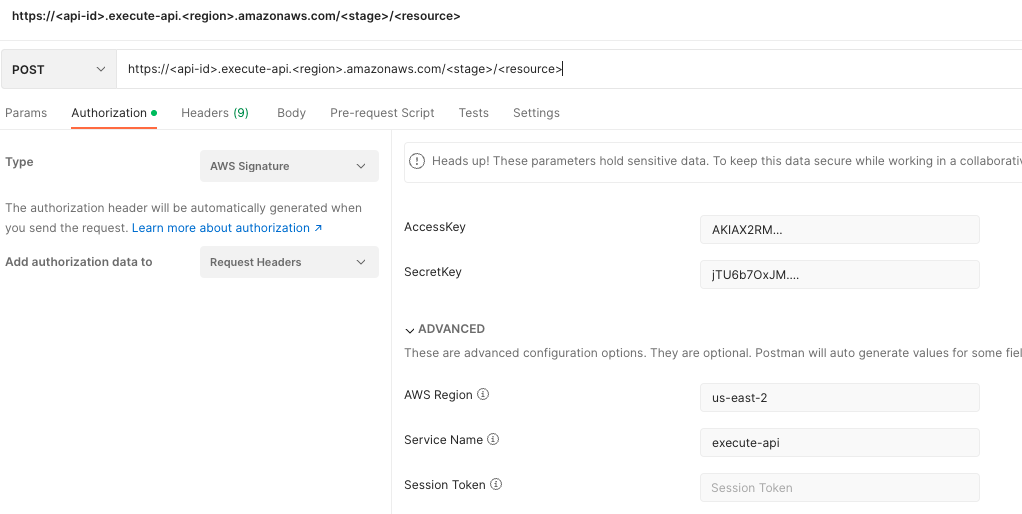 https://<api-id>.execute-api.<region>.amazonaws.com/<stage>/<resource>
POST
https://<api-id>.execute-api.<region>.amazonaws.com/<stage>/<resource>
Params Authorization Headers (9) Body Pre-request Script Tests Settings
Type
AWS Signature
The authorization header will be automatically generated when
you send the request. Learn more about authorization ↗
Add authorization data to
Request Headers
Heads up! These parameters hold sensitive data. To keep this data secure while working in a collaborativ
AccessKey
AKIAX2RM...
SecretKey
jTU6b7OxJM....
ADVANCED
These are advanced configuration options. They are optional. Postman will auto generate values for some fiel
AWS Region
us-east-2
Service Name
execute-api
Session Token
Session Token